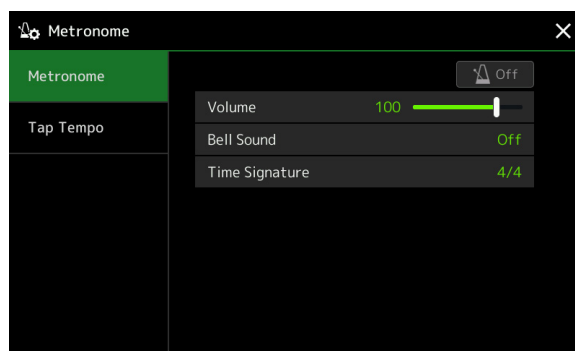 Metronome
Metronome
Off
Volume 100
Tap Tempo
Bell Sound Off
Time Signature 4/4